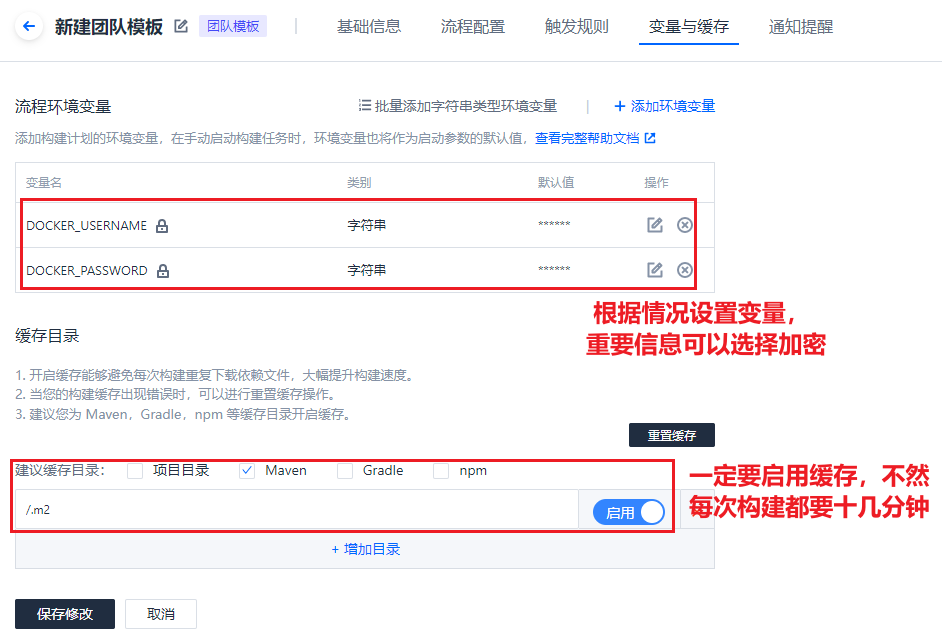 新建团队模板 团队模板 基础信息 流程配置 触发规则 变量与缓存 通知提醒
流程环境变量 批量添加字符串类型环境变量 + 添加环境变量
添加构建计划的环境变量，在手动启动构建任务时，环境变量也将作为启动参数的默认值，查看完整帮助文档
变量名 类别 默认值 操作
DOCKER_USERNAME 字符串 ******
DOCKER_PASSWORD 字符串 ******
根据情况设置变量，
重要信息可以选择加密
缓存目录
1. 开启缓存能够避免每次构建重复下载依赖文件，大幅提升构建速度。
2. 当您的构建缓存出现错误时，可以进行重置缓存操作。
3. 建议您为 Maven，Gradle，npm 等缓存目录开启缓存。
重置缓存
建议缓存目录： 项目目录 Maven Gradle npm
一定要启用缓存，不然
每次构建都要十几分钟
/.m2 启用
+ 增加目录
保存修改 取消